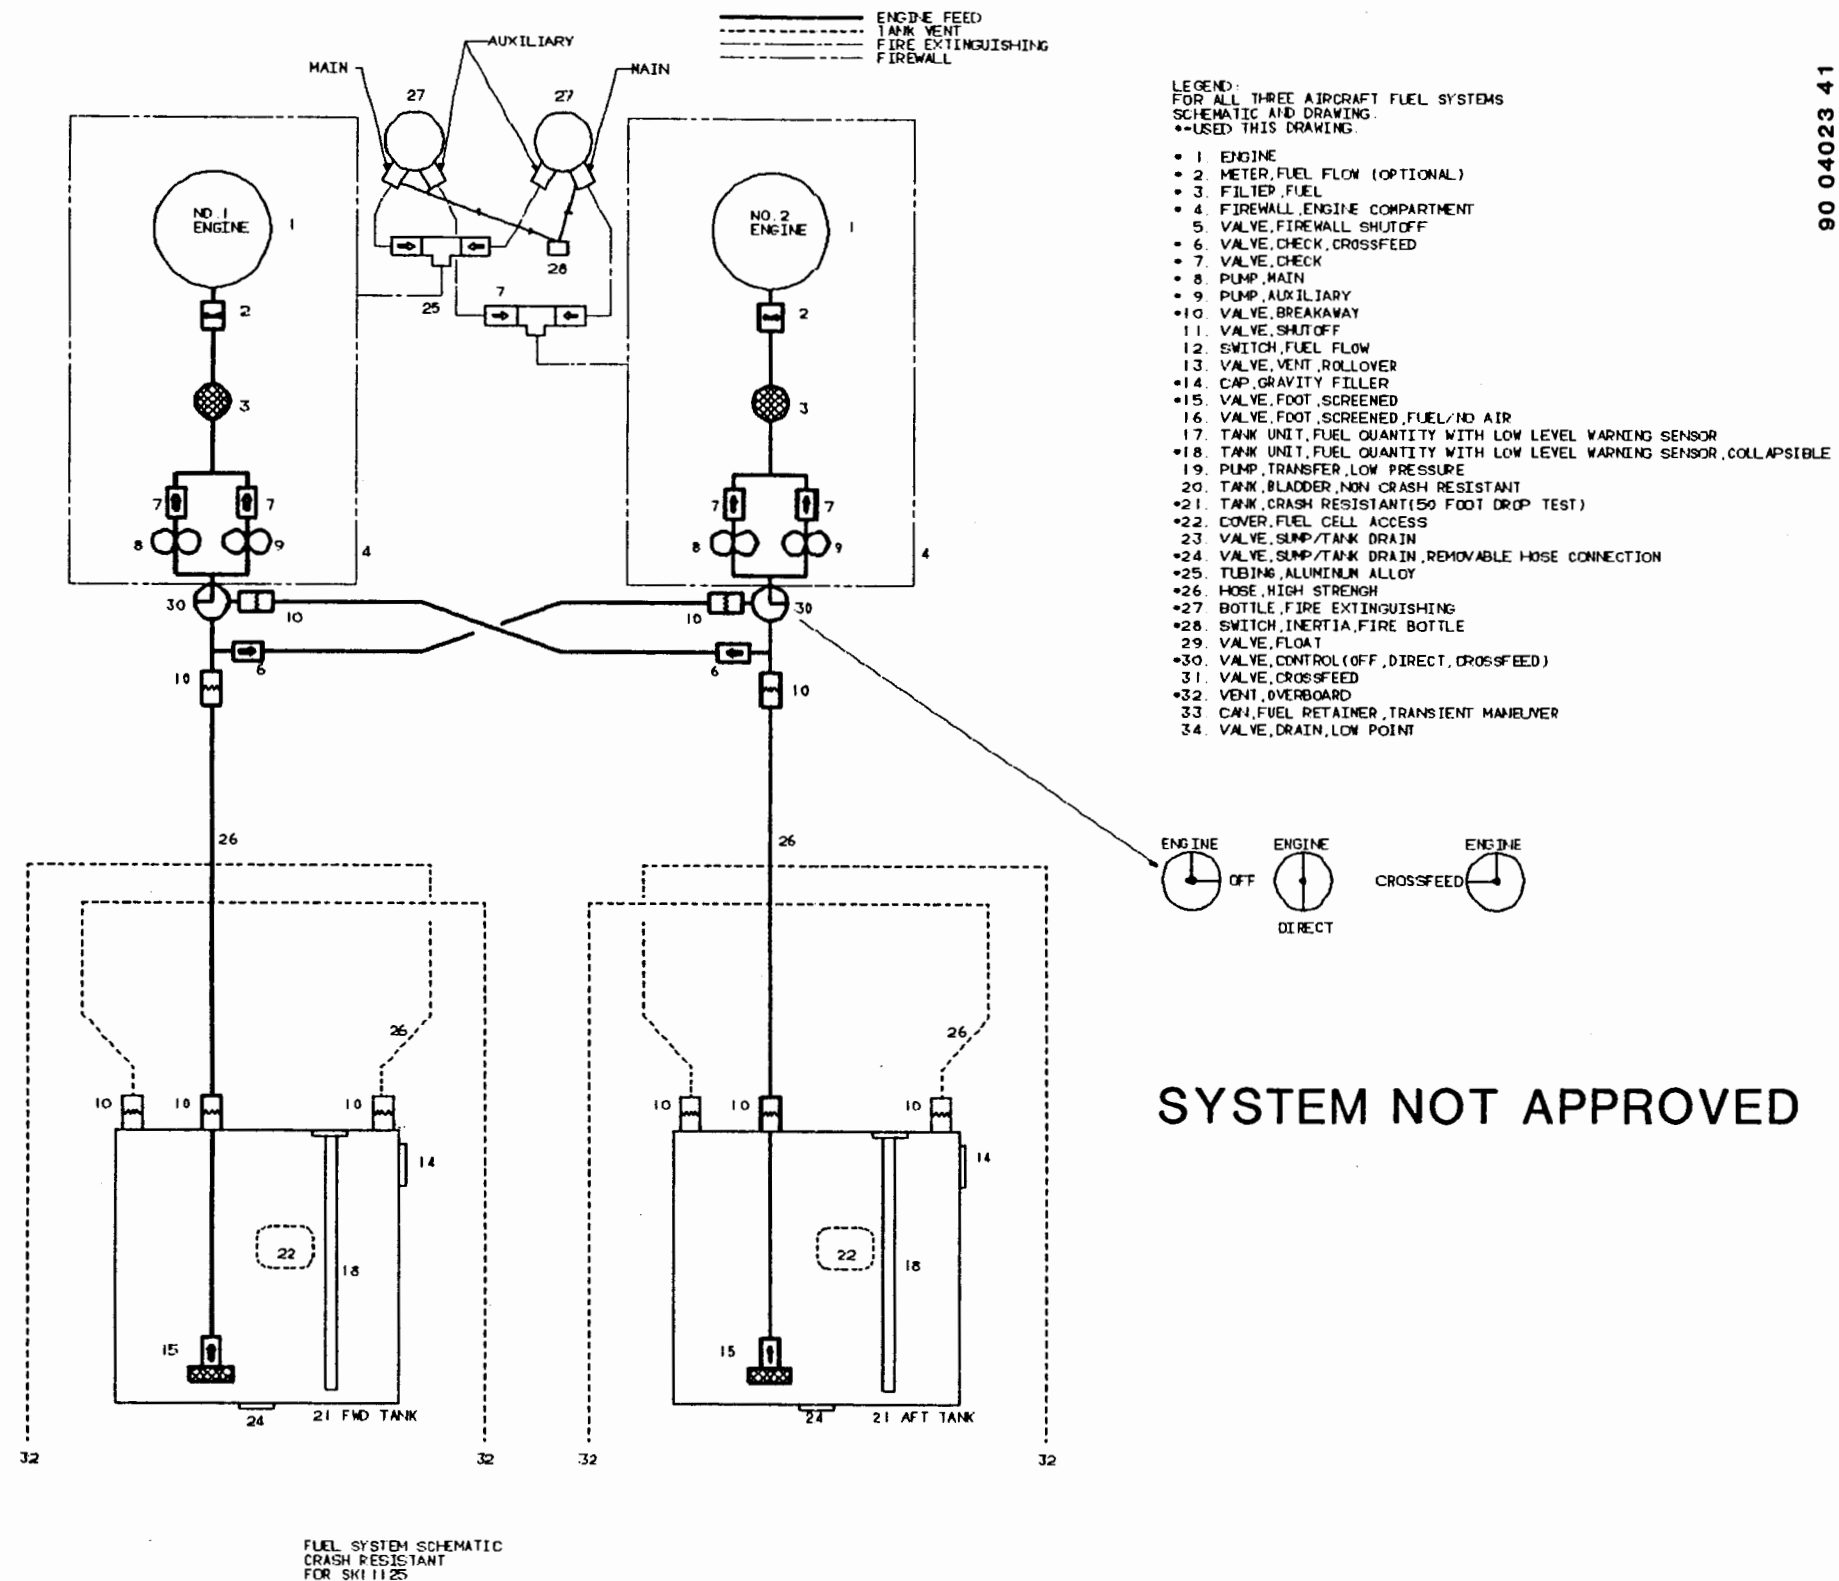 ENGINE FEED
TANK VENT
FIRE EXTINGUISHING
FIREWALL
AUXILIARY
MAIN
MAIN
27
27
NO.1
ENGINE
1
NO.2
ENGINE
1
28
2
7
25
2
3
3
7
7
7
7
8
9
4
8
9
4
30
10
10
30
6
6
10
10
26
26
26
26
10
10
10
10
10
10
14
14
22
18
22
18
15
15
24
21 FWD TANK
24
21 AFT TANK
32
32
32
32
FUEL SYSTEM SCHEMATIC
CRASH RESISTANT
FOR SK11125
LEGEND:
FOR ALL THREE AIRCRAFT FUEL SYSTEMS
SCHEMATIC AND DRAWING.
*-USED THIS DRAWING.
* 1. ENGINE
* 2. METER,FUEL FLOW (OPTIONAL)
* 3. FILTER,FUEL
* 4. FIREWALL,ENGINE COMPARTMENT
5. VALVE,FIREWALL SHUTOFF
* 6. VALVE,CHECK,CROSSFEED
* 7. VALVE,CHECK
* 8. PUMP,MAIN
* 9. PUMP,AUXILIARY
*10. VALVE,BREAKAWAY
11. VALVE,SHUTOFF
12. SWITCH,FUEL FLOW
13. VALVE,VENT,ROLLOVER
*14. CAP,GRAVITY FILLER
*15. VALVE,FOOT,SCREENED
16. VALVE,FOOT,SCREENED,FUEL/NO AIR
17. TANK UNIT,FUEL QUANTITY WITH LOW LEVEL WARNING SENSOR
*18. TANK UNIT,FUEL QUANTITY WITH LOW LEVEL WARNING SENSOR,COLLAPSIBLE
19. PUMP,TRANSFER,LOW PRESSURE
20. TANK,BLADDER,NON CRASH RESISTANT
*21. TANK,CRASH RESISTANT(50 FOOT DROP TEST)
*22. COVER,FUEL CELL ACCESS
23. VALVE,SUMP/TANK DRAIN
*24. VALVE,SUMP/TANK DRAIN,REMOVABLE HOSE CONNECTION
*25. TUBING,ALUMINUM ALLOY
*26. HOSE,HIGH STRENGH
*27. BOTTLE,FIRE EXTINGUISHING
*28. SWITCH,INERTIA,FIRE BOTTLE
29. VALVE,FLOAT
*30. VALVE,CONTROL(OFF,DIRECT,CROSSFEED)
31. VALVE,CROSSFEED
*32. VENT,OVERBOARD
33. CAN,FUEL RETAINER,TRANSIENT MANEUVER
34. VALVE,DRAIN,LOW POINT
ENGINE
ENGINE
ENGINE
OFF
CROSSFEED
DIRECT
SYSTEM NOT APPROVED
90 04023 41